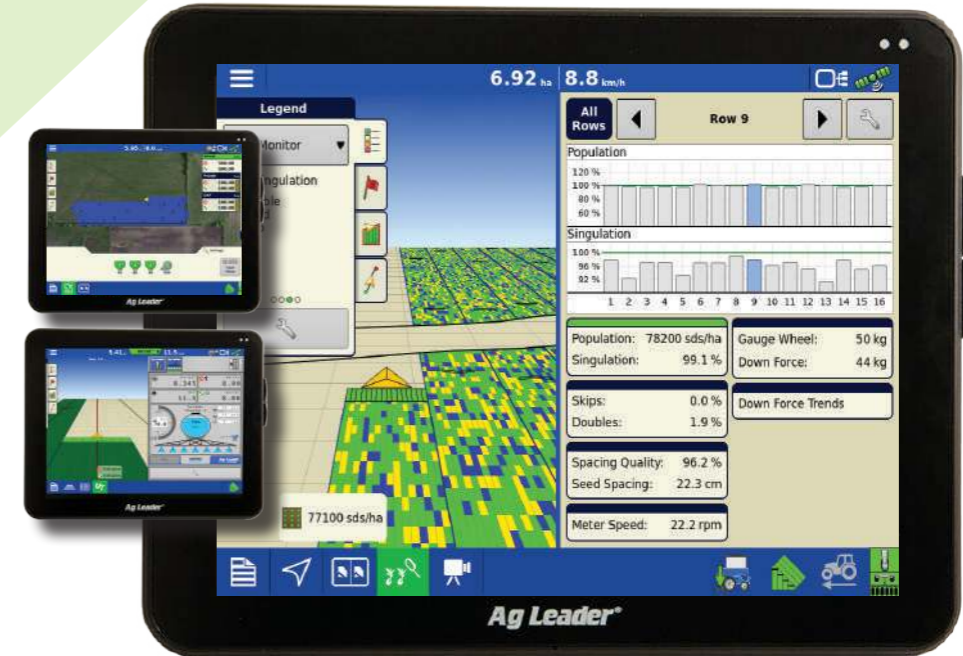 6.92 ha 8.8 km/h
Legend
Monitor
ngulation
All
Rows
Row 9
Population
120 %
100 %
80 %
60 %
Singulation
100 %
96 %
92 %
1 2 3 4 5 6 7 8 9 10 11 12 13 14 15 16
Population: 78200 sds/ha
Singulation: 99.1 %
Gauge Wheel: 50 kg
Down Force: 44 kg
Skips: 0.0 %
Doubles: 1.9 %
Down Force Trends
Spacing Quality: 96.2 %
Seed Spacing: 22.3 cm
Meter Speed: 22.2 rpm
77100 sds/ha
Ag Leader
Ag Leader
Ag Leader